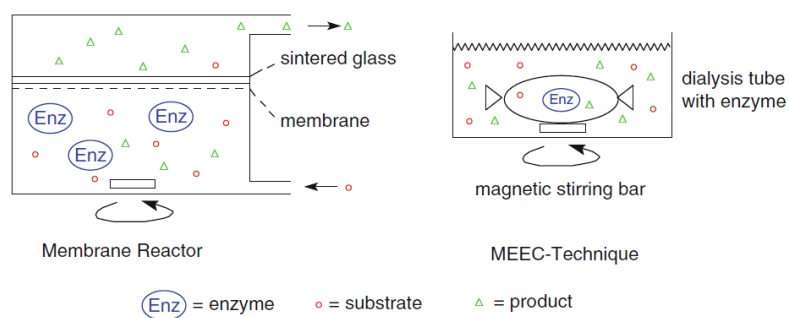 sintered glass
membrane
Enz
Enz
Enz
Membrane Reactor
Enz
dialysis tube
with enzyme
magnetic stirring bar
MEEC-Technique
Enz = enzyme
= substrate
= product